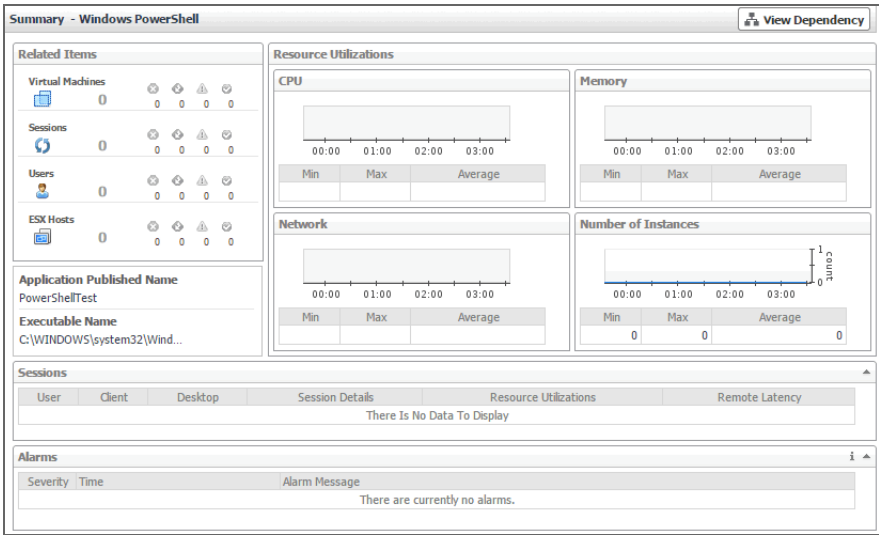 Summary - Windows PowerShell
View Dependency
Related Items
Virtual Machines
0
0 0 0 0
Sessions
0
0 0 0 0
Users
0
0 0 0 0
ESX Hosts
0
0 0 0 0
Application Published Name
PowerShellTest
Executable Name
C:\WINDOWS\system32\Wind...
Resource Utilizations
CPU
00:00 01:00 02:00 03:00
Min Max Average
Memory
00:00 01:00 02:00 03:00
Min Max Average
Network
00:00 01:00 02:00 03:00
Min Max Average
Number of Instances
1
0
count
00:00 01:00 02:00 03:00
Min Max Average
0 0 0
Sessions
User Client Desktop Session Details Resource Utilizations Remote Latency
There Is No Data To Display
Alarms
i
Severity Time Alarm Message
There are currently no alarms.